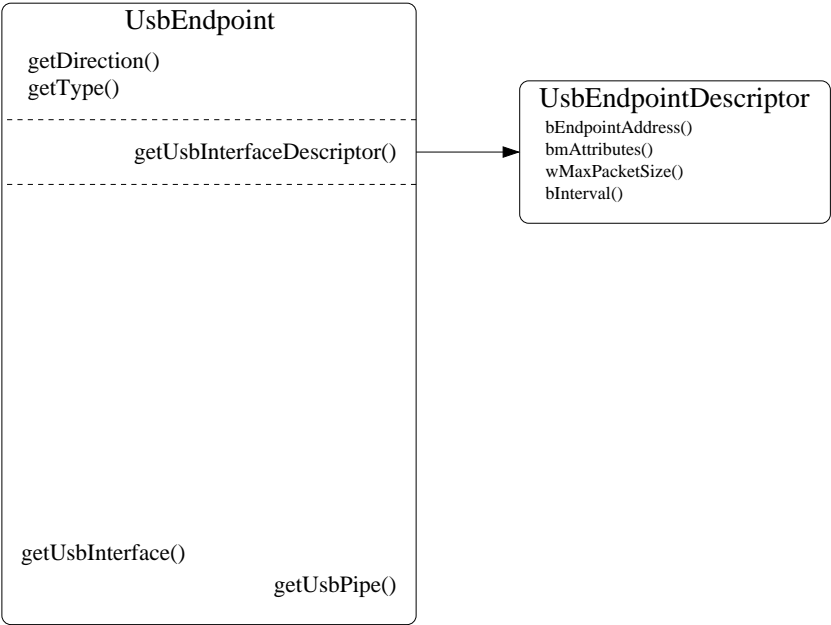 UsbEndpoint
getDirection()
getType()
getUsbInterfaceDescriptor()
UsbEndpointDescriptor
bEndpointAddress()
bmAttributes()
wMaxPacketSize()
bInterval()
getUsbInterface()
getUsbPipe()